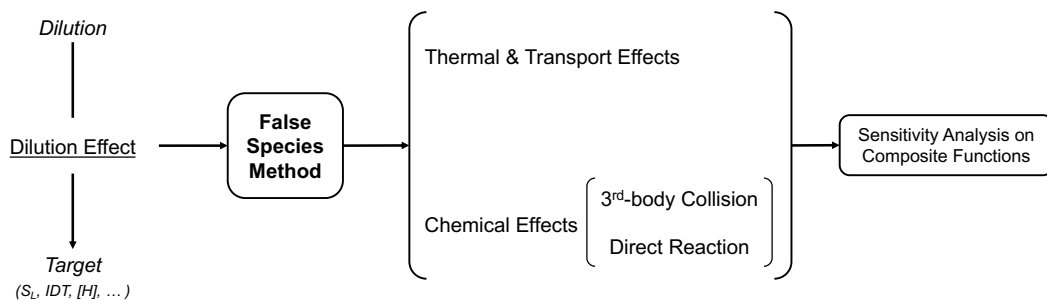 Dilution
Dilution Effect
Target
(S_L, IDT, [H], … )
False
Species
Method
Thermal & Transport Effects
Chemical Effects
3rd-body Collision
Direct Reaction
Sensitivity Analysis on
Composite Functions